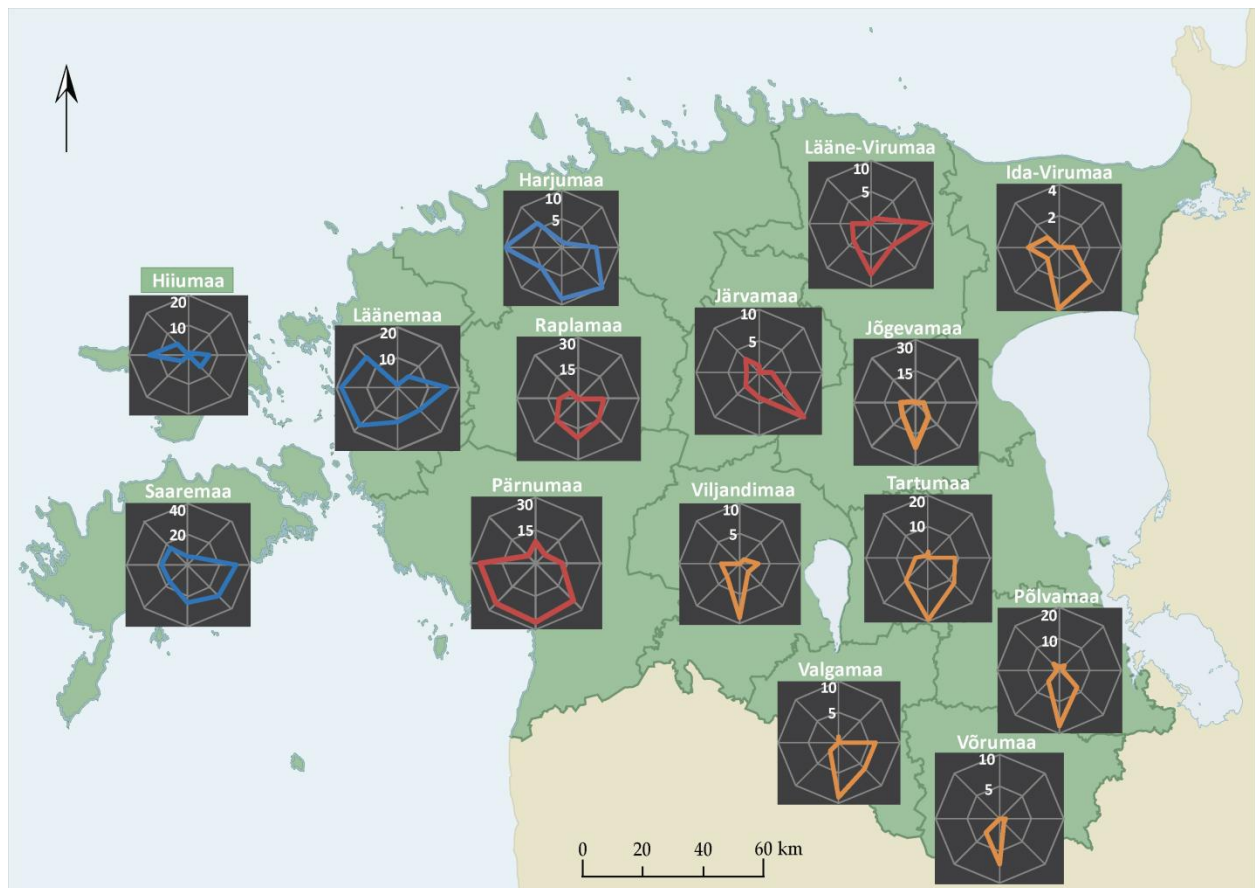 Lääne-Virumaa
10
5
Ida-Virumaa
4
2
Harjumaa
10
5
Hiiumaa
20
10
Läänemaa
20
10
Raplamaa
30
15
Järvamaa
10
5
Jõgevamaa
30
15
Saaremaa
40
20
Pärnumaa
30
15
Viljandimaa
10
5
Tartumaa
20
10
Põlvamaa
20
10
Valgamaa
10
5
Võrumaa
10
5
0 20 40 60 km